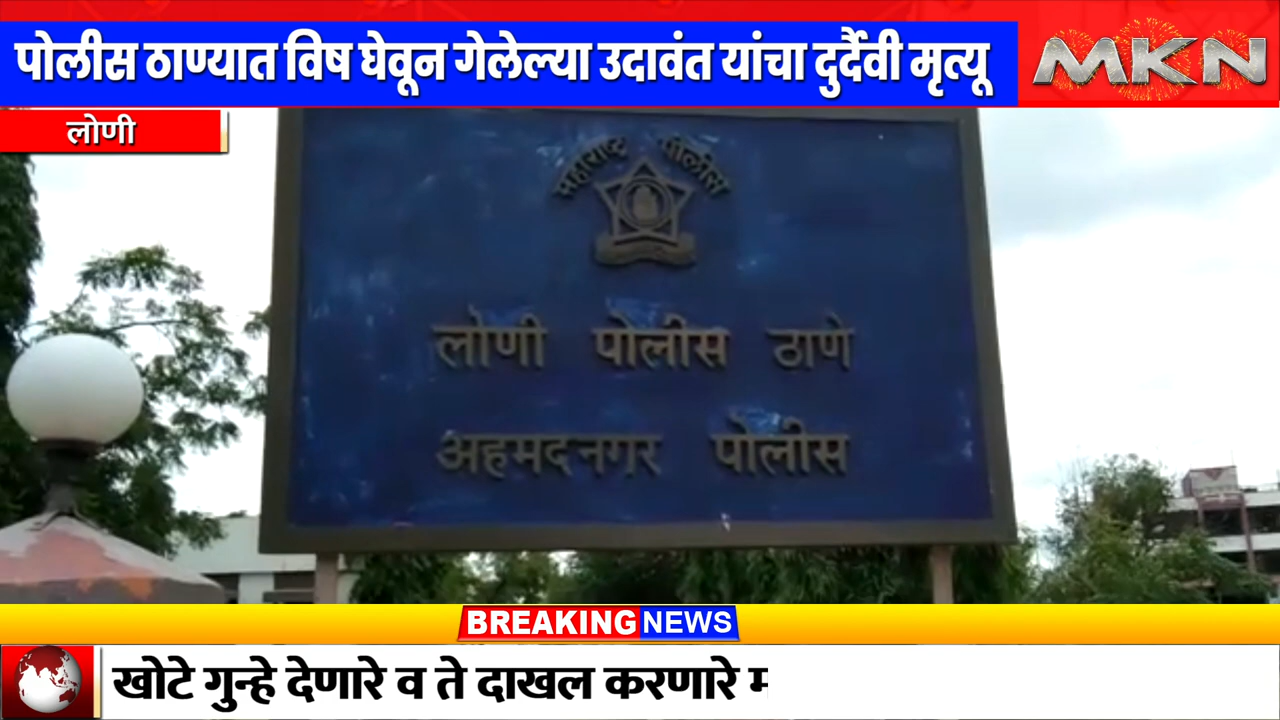 पोलीस ठाण्यात विष घेवून गेलेल्या उदावंत यांचा दुर्दैवी मृत्यू
MKN
लोणी
महाराष्ट्र पोलीस
लोणी पोलीस ठाणे
अहमदनगर पोलीस
BREAKING NEWS
खोटे गुन्हे देणारे व ते दाखल करणारे